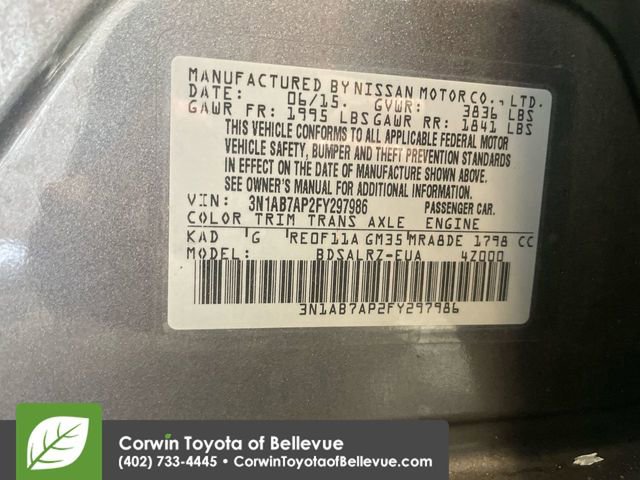 MANUFACTURED BY NISSAN MOTOR CO., LTD.
DATE: 06/15. GVWR: 3836 LBS
GAWR FR: 1995 LBS GAWR RR: 1841 LBS
THIS VEHICLE CONFORMS TO ALL APPLICABLE FEDERAL MOTOR
VEHICLE SAFETY, BUMPER AND THEFT PREVENTION STANDARDS
IN EFFECT ON THE DATE OF MANUFACTURE SHOWN ABOVE.
SEE OWNER'S MANUAL FOR ADDITIONAL INFORMATION.
VIN: 3N1AB7AP2FY297986 PASSENGER CAR.
COLOR TRIM TRANS AXLE ENGINE
KAD G RE0F11A GM35 MRA8DE 1798 CC
MODEL: BDSALRZ-EUA 4Z000
3N1AB7AP2FY297986
Corwin Toyota of Bellevue
(402) 733-4445 • CorwinToyotaofBellevue.com